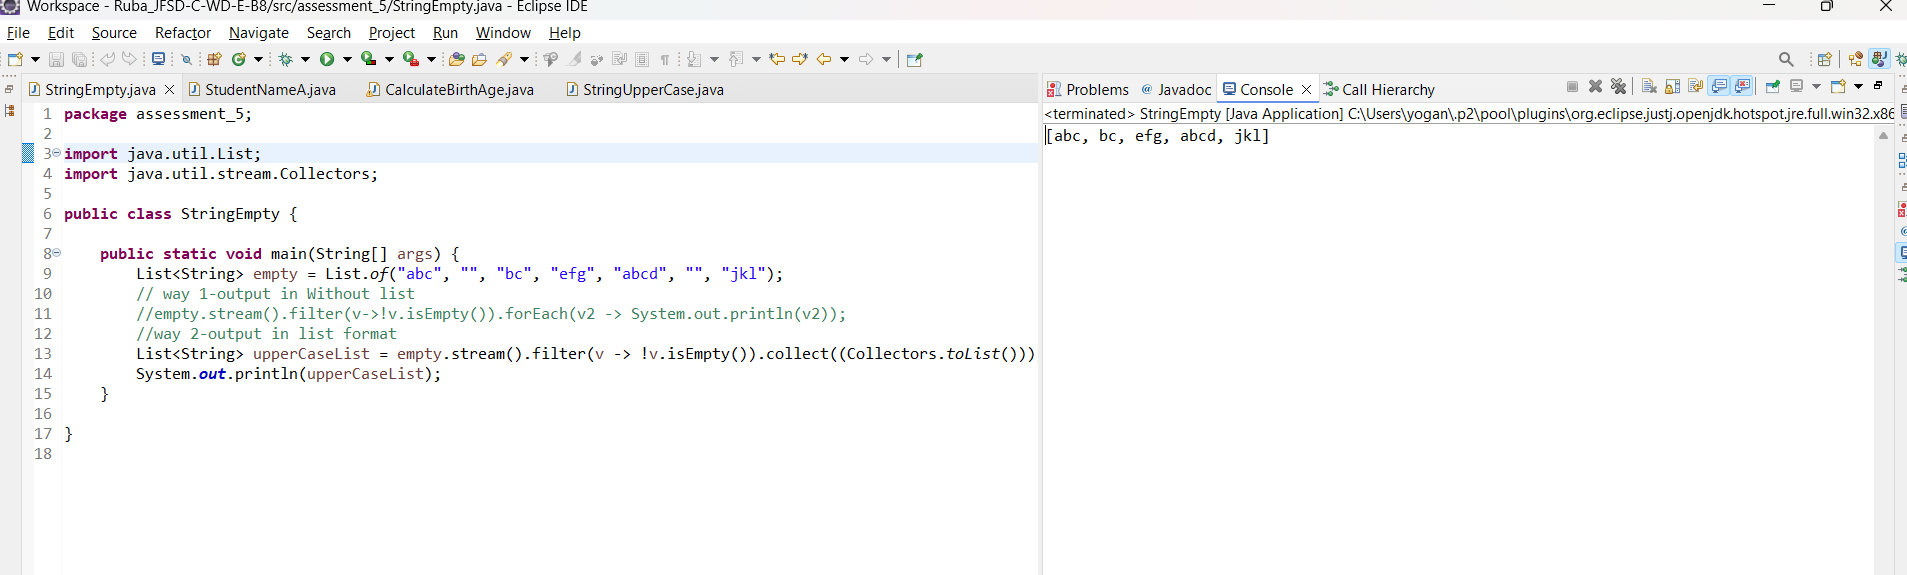 Workspace - Ruba_JFSD-C-WD-E-B8/src/assessment_5/StringEmpty.java - Eclipse IDE
File Edit Source Refactor Navigate Search Project Run Window Help
StringEmpty.java StudentNameA.java CalculateBirthAge.java StringUpperCase.java
1 package assessment_5;
2
3 import java.util.List;
4 import java.util.stream.Collectors;
5
6 public class StringEmpty {
7
8 public static void main(String[] args) {
9 List<String> empty = List.of("abc", "", "bc", "efg", "abcd", "", "jkl");
10 // way 1-output in Without list
11 //empty.stream().filter(v->!v.isEmpty()).forEach(v2 -> System.out.println(v2));
12 //way 2-output in list format
13 List<String> upperCaseList = empty.stream().filter(v -> !v.isEmpty()).collect((Collectors.toList()))
14 System.out.println(upperCaseList);
15 }
16
17 }
18
Problems @ Javadoc Console Call Hierarchy
<terminated> StringEmpty [Java Application] C:\Users\yogan\.p2\pool\plugins\org.eclipse.justj.openjdk.hotspot.jre.full.win32.x86
[abc, bc, efg, abcd, jkl]